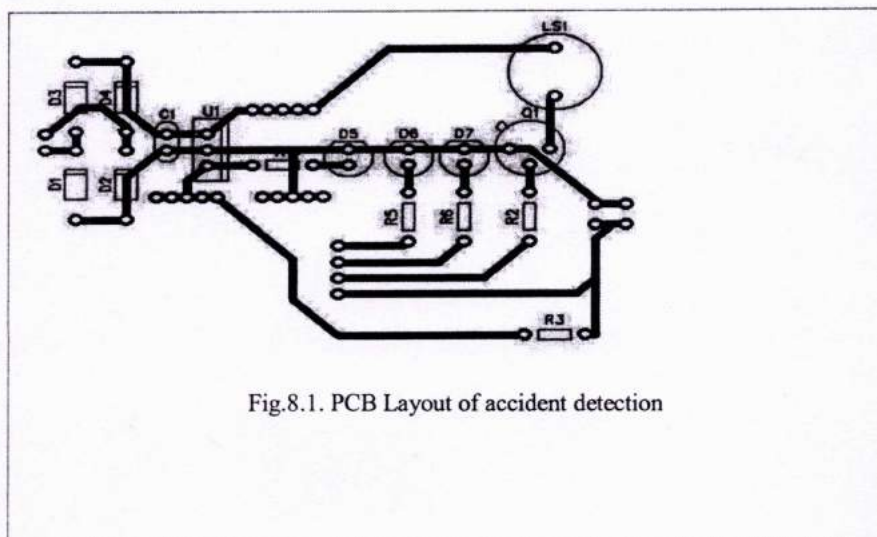 LS1
D3
D4
C1
U1
D5
D6
D7
Q1
D1
D2
R5
R6
R2
R3
Fig.8.1. PCB Layout of accident detection